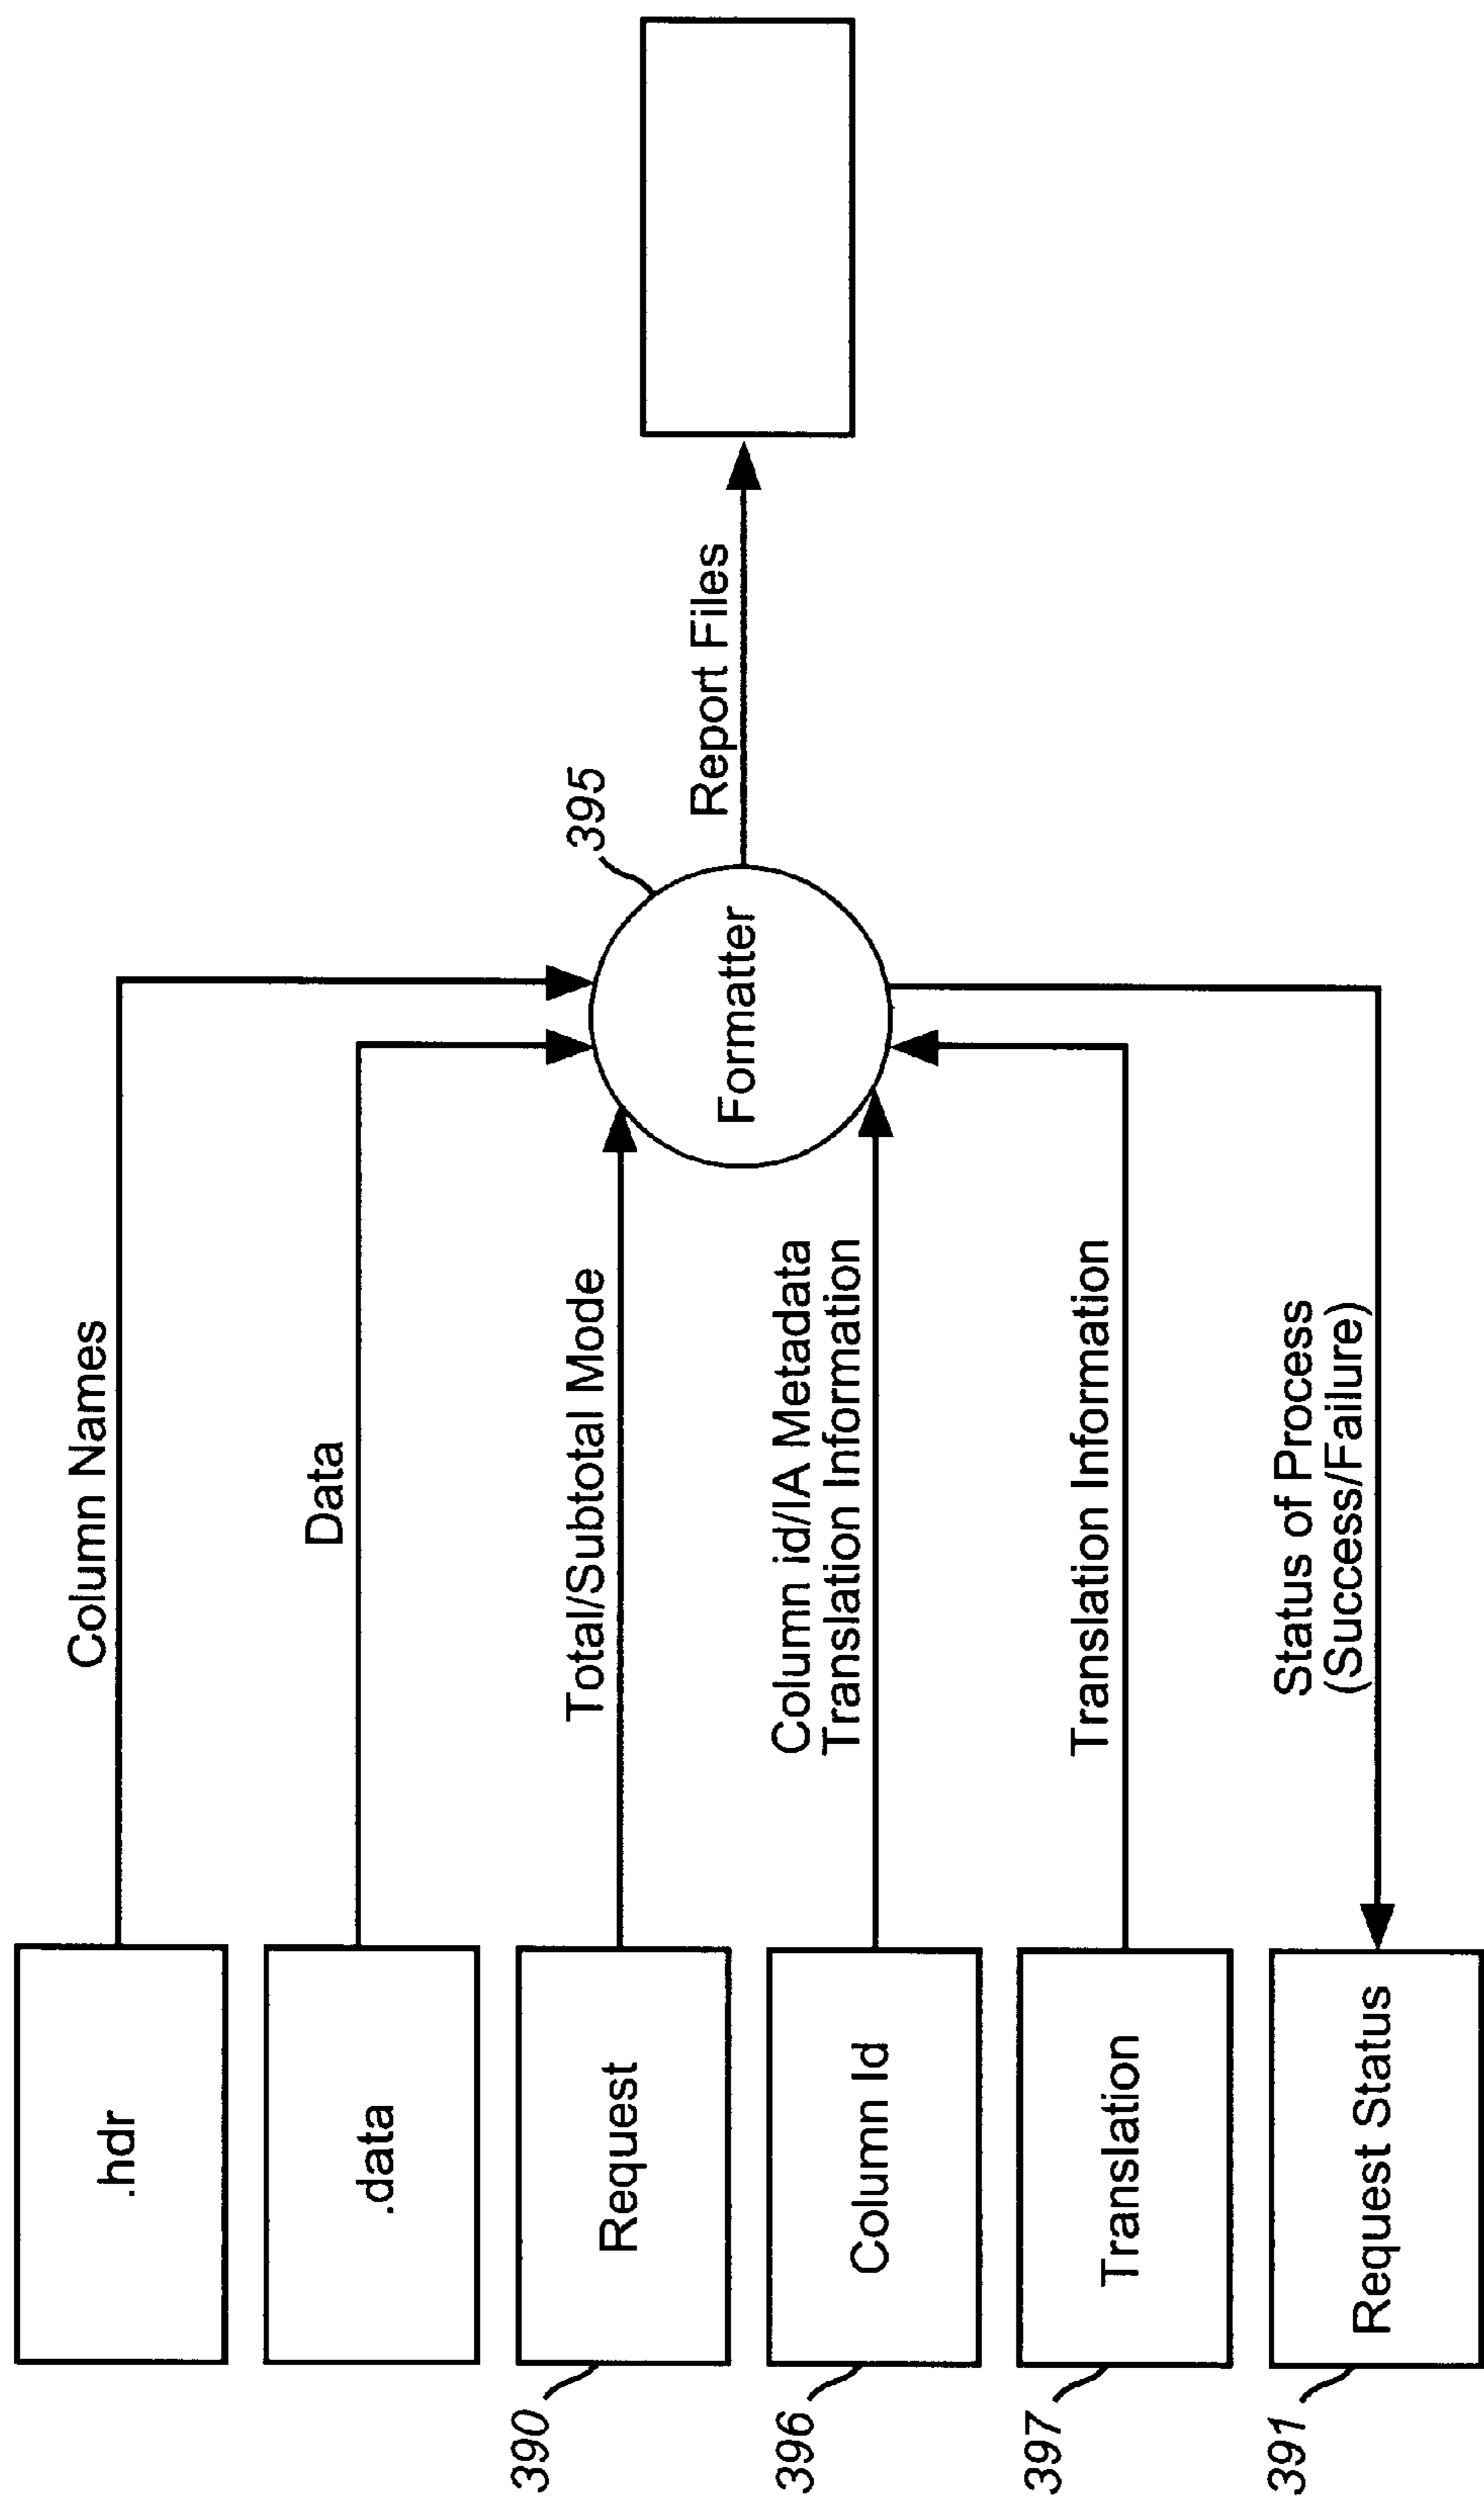 .hdr
Column Names
.data
Data
390
Request
Total/Subtotal Mode
395
Formatter
Report Files
396
Column Id
Column id/IA Metadata
Translation Information
397
Translation
Translation Information
391
Request Status
Status of Process
(Success/Failure)